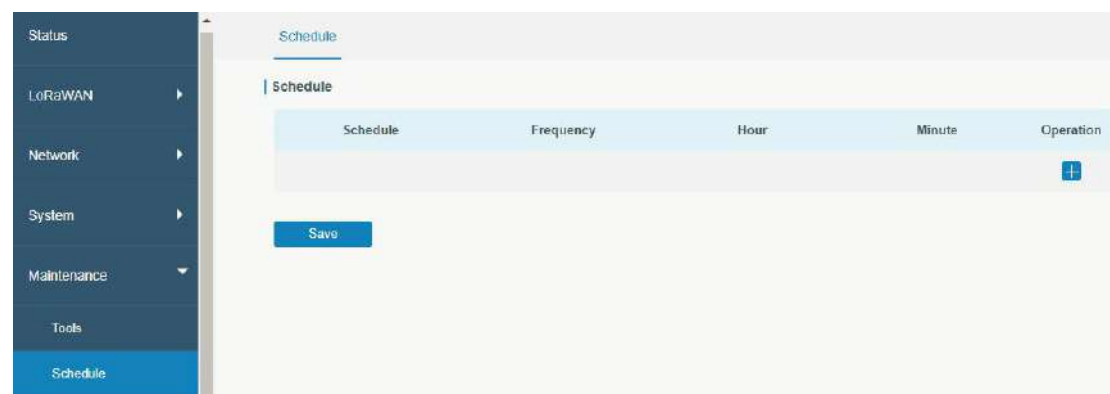 Status
LoRaWAN
Network
System
Maintenance
Tools
Schedule
Schedule
Schedule
Schedule Frequency Hour Minute Operation
Save